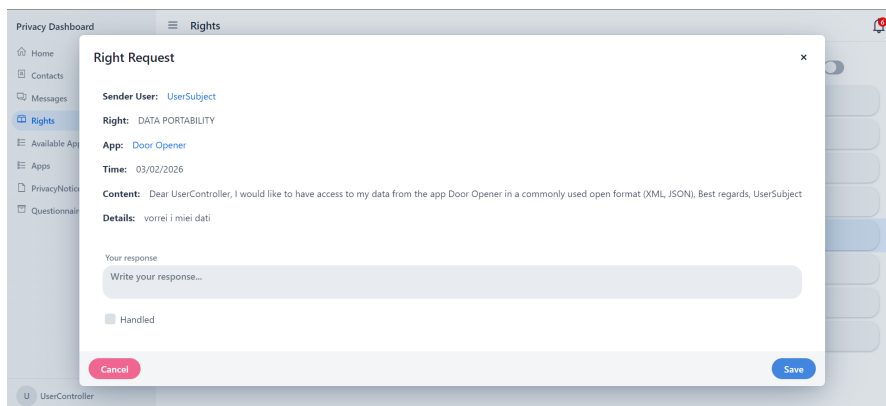 Privacy Dashboard
Rights
6
Home
Contacts
Messages
Rights
Available App
Apps
PrivacyNotice
Questionnair
U UserController
Right Request
×
Sender User: UserSubject
Right: DATA PORTABILITY
App: Door Opener
Time: 03/02/2026
Content: Dear UserController, I would like to have access to my data from the app Door Opener in a commonly used open format (XML, JSON), Best regards, UserSubject
Details: vorrei i miei dati
Your response
Write your response...
Handled
Cancel
Save